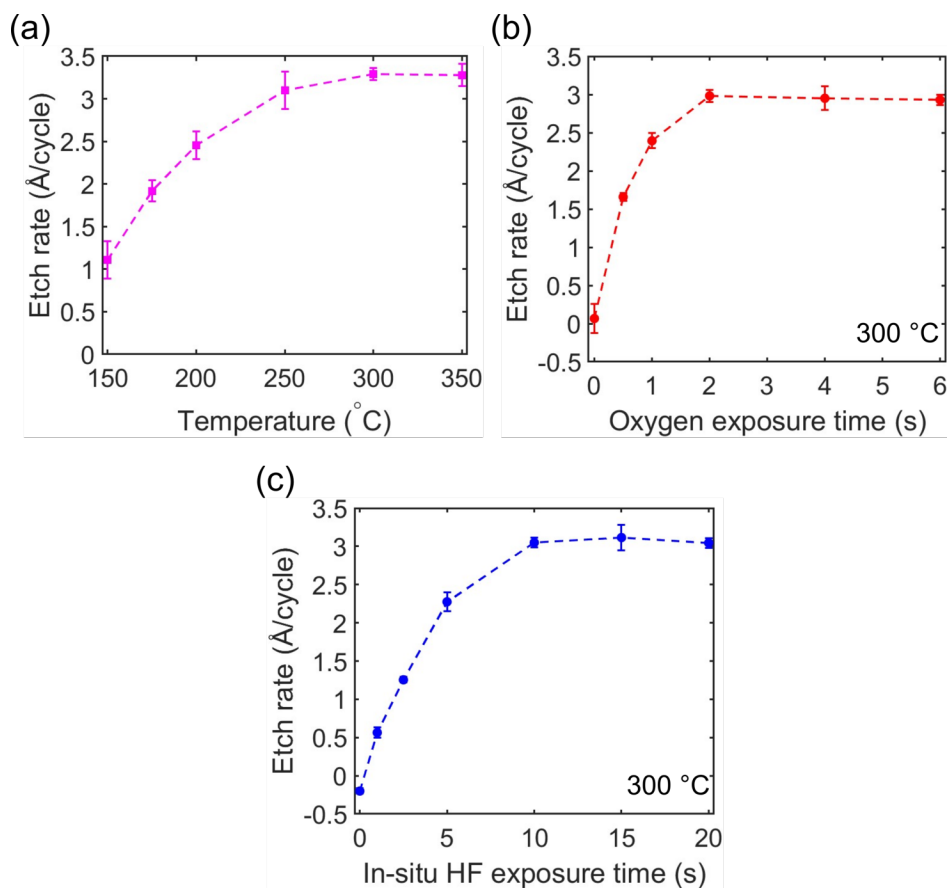 (a)
3.5
3
2.5
2
1.5
1
0.5
0
Etch rate (Å/cycle)
150 200 250 300 350
Temperature (°C)
(b)
3.5
3
2.5
2
1.5
1
0.5
0
-0.5
Etch rate (Å/cycle)
300 °C
0 1 2 3 4 5 6
Oxygen exposure time (s)
(c)
3.5
3
2.5
2
1.5
1
0.5
0
-0.5
Etch rate (Å/cycle)
300 °C
0 5 10 15 20
In-situ HF exposure time (s)